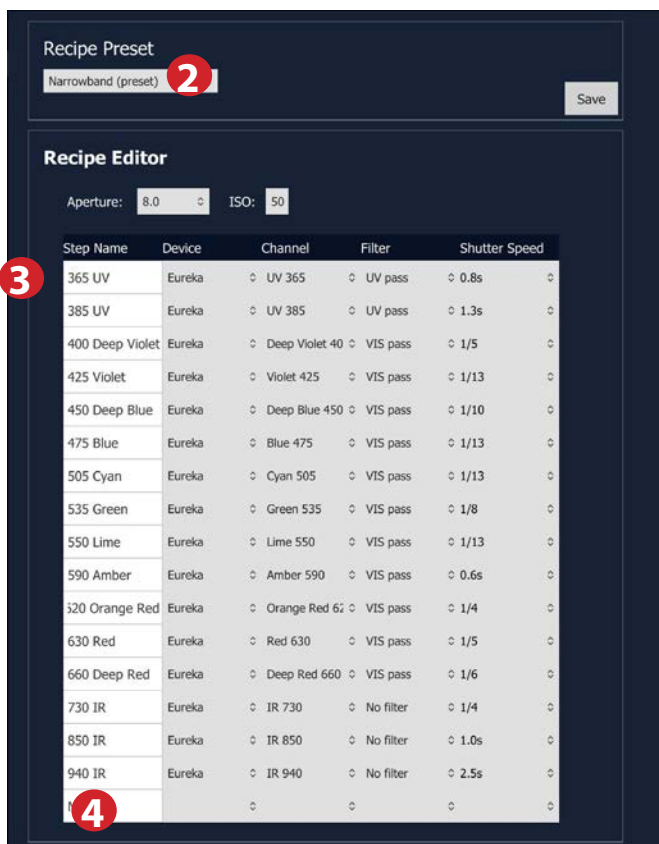 Recipe Preset
Narrowband (preset)
2
Save
Recipe Editor
Aperture: 8.0 ISO: 50
Step Name Device Channel Filter Shutter Speed
3
365 UV Eureka UV 365 UV pass 0.8s
385 UV Eureka UV 385 UV pass 1.3s
400 Deep Violet Eureka Deep Violet 40 VIS pass 1/5
425 Violet Eureka Violet 425 VIS pass 1/13
450 Deep Blue Eureka Deep Blue 450 VIS pass 1/10
475 Blue Eureka Blue 475 VIS pass 1/13
505 Cyan Eureka Cyan 505 VIS pass 1/13
535 Green Eureka Green 535 VIS pass 1/8
550 Lime Eureka Lime 550 VIS pass 1/13
590 Amber Eureka Amber 590 VIS pass 0.6s
520 Orange Red Eureka Orange Red 62 VIS pass 1/4
630 Red Eureka Red 630 VIS pass 1/5
660 Deep Red Eureka Deep Red 660 VIS pass 1/6
730 IR Eureka IR 730 No filter 1/4
850 IR Eureka IR 850 No filter 1.0s
940 IR Eureka IR 940 No filter 2.5s
4